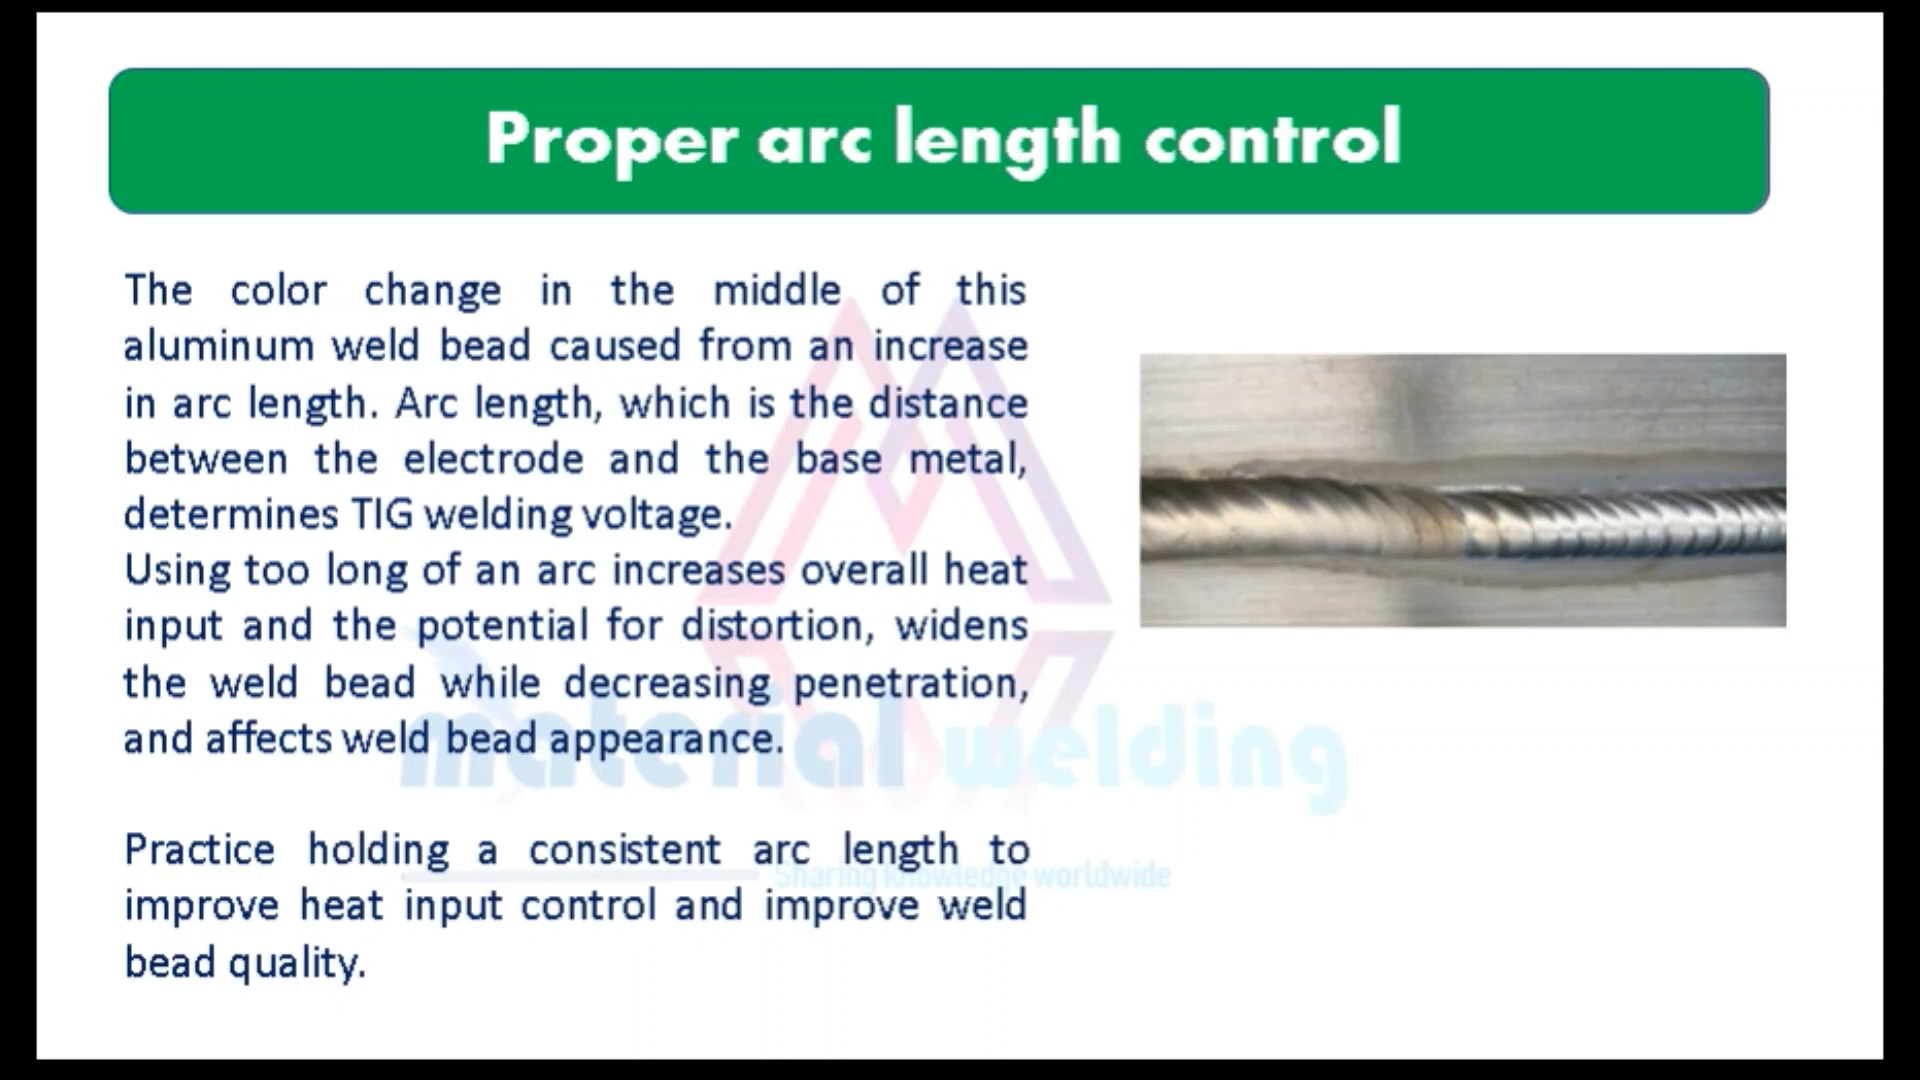 Proper arc length control
The color change in the middle of this
aluminum weld bead caused from an increase
in arc length. Arc length, which is the distance
between the electrode and the base metal,
determines TIG welding voltage.
Using too long of an arc increases overall heat
input and the potential for distortion, widens
the weld bead while decreasing penetration,
and affects weld bead appearance.
material welding
Practice holding a consistent arc length to
Sharing knowledge worldwide
improve heat input control and improve weld
bead quality.